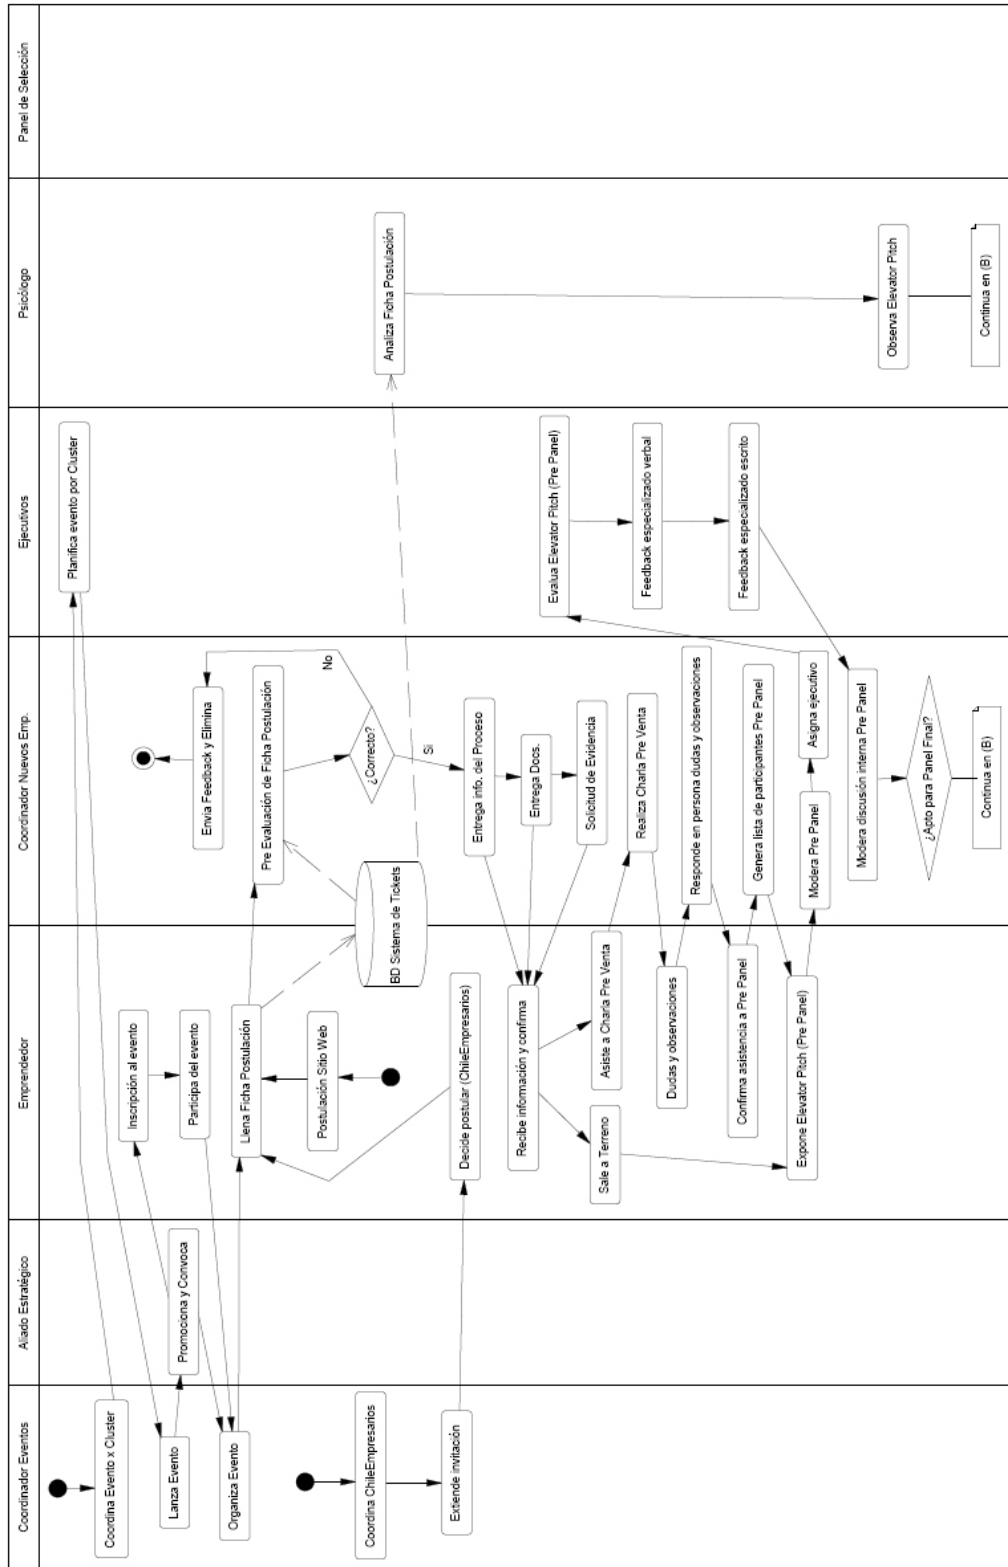 Coordinador Eventos
Aliado Estratégico
Emprendedor
Coordinador Nuevos Emp.
Ejecutivos
Psicólogo
Panel de Selección
Coordina Evento x Cluster
Planifica evento por Cluster
Lanza Evento
Promociona y Convoca
Inscripción al evento
Participa del evento
Organiza Evento
Llena Ficha Postulación
Postulación Sitio Web
Envia Feedback y Elimina
Pre Evaluación de Ficha Postulación
¿Correcto?
No
Si
BD Sistema de Tickets
Analiza Ficha Postulación
Coordina ChileEmpresarios
Extiende invitación
Decide postular (ChileEmpresarios)
Entrega info. del Proceso
Entrega Docs.
Solicitud de Evidencia
Recibe información y confirma
Sale a Terreno
Asiste a Charla Pre Venta
Realiza Charla Pre Venta
Dudas y observaciones
Responde en persona dudas y observaciones
Confirma asistencia a Pre Panel
Genera lista de participantes Pre Panel
Expone Elevator Pitch (Pre Panel)
Modera Pre Panel
Asigna ejecutivo
Evalua Elevator Pitch (Pre Panel)
Feedback especializado verbal
Feedback especializado escrito
Modera discusión interna Pre Panel
¿Apto para Panel Final?
Continua en (B)
Observa Elevator Pitch
Continua en (B)